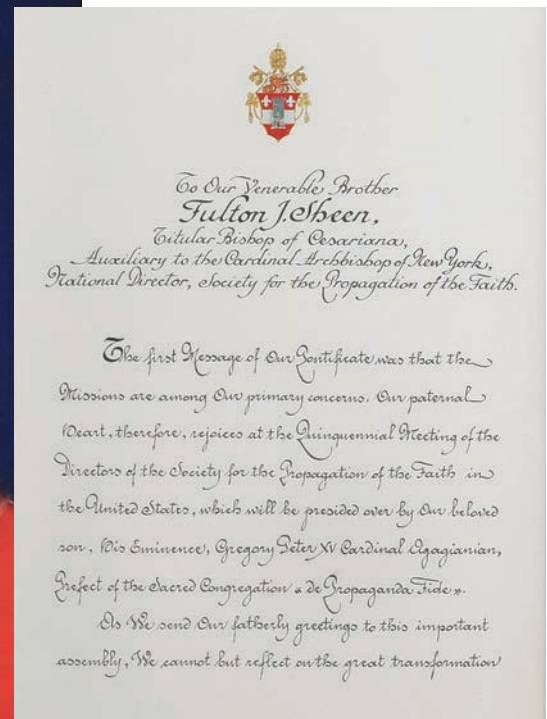 To Our Venerable Brother
Fulton J. Sheen,
Titular Bishop of Cesariana,
Auxiliary to the Cardinal Archbishop of New York,
National Director, Society for the Propagation of the Faith.
The first Message of Our Pontificate was that the
Missions are among Our primary concerns. Our paternal
Heart, therefore, rejoices at the Quinquennial Meeting of the
Directors of the Society for the Propagation of the Faith in
the United States, which will be presided over by Our beloved
son, His Eminence, Gregory Peter XV Cardinal Agagianian,
Prefect of the Sacred Congregation « de Propaganda Fide ».
As We send Our fatherly greetings to this important
assembly, We cannot but reflect on the great transformation